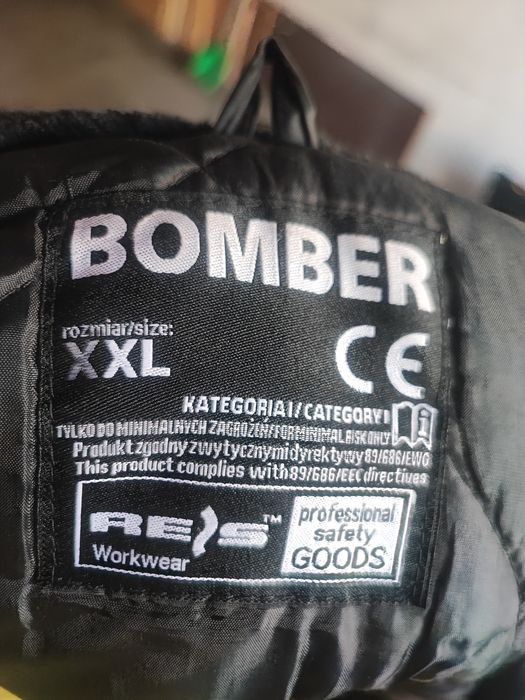 BOMBER
rozmiar/size:
XXL
CE
KATEGORIA I/CATEGORY I
i
TYLKO DO MINIMALNYCH ZAGROŻEŃ/FOR MINIMAL RISK ONLY
Produkt zgodny z wytycznymi dyrektywy 89/686/EWG
This product complies with 89/686/EEC directives
REIS™
Workwear
professional
safety
GOODS